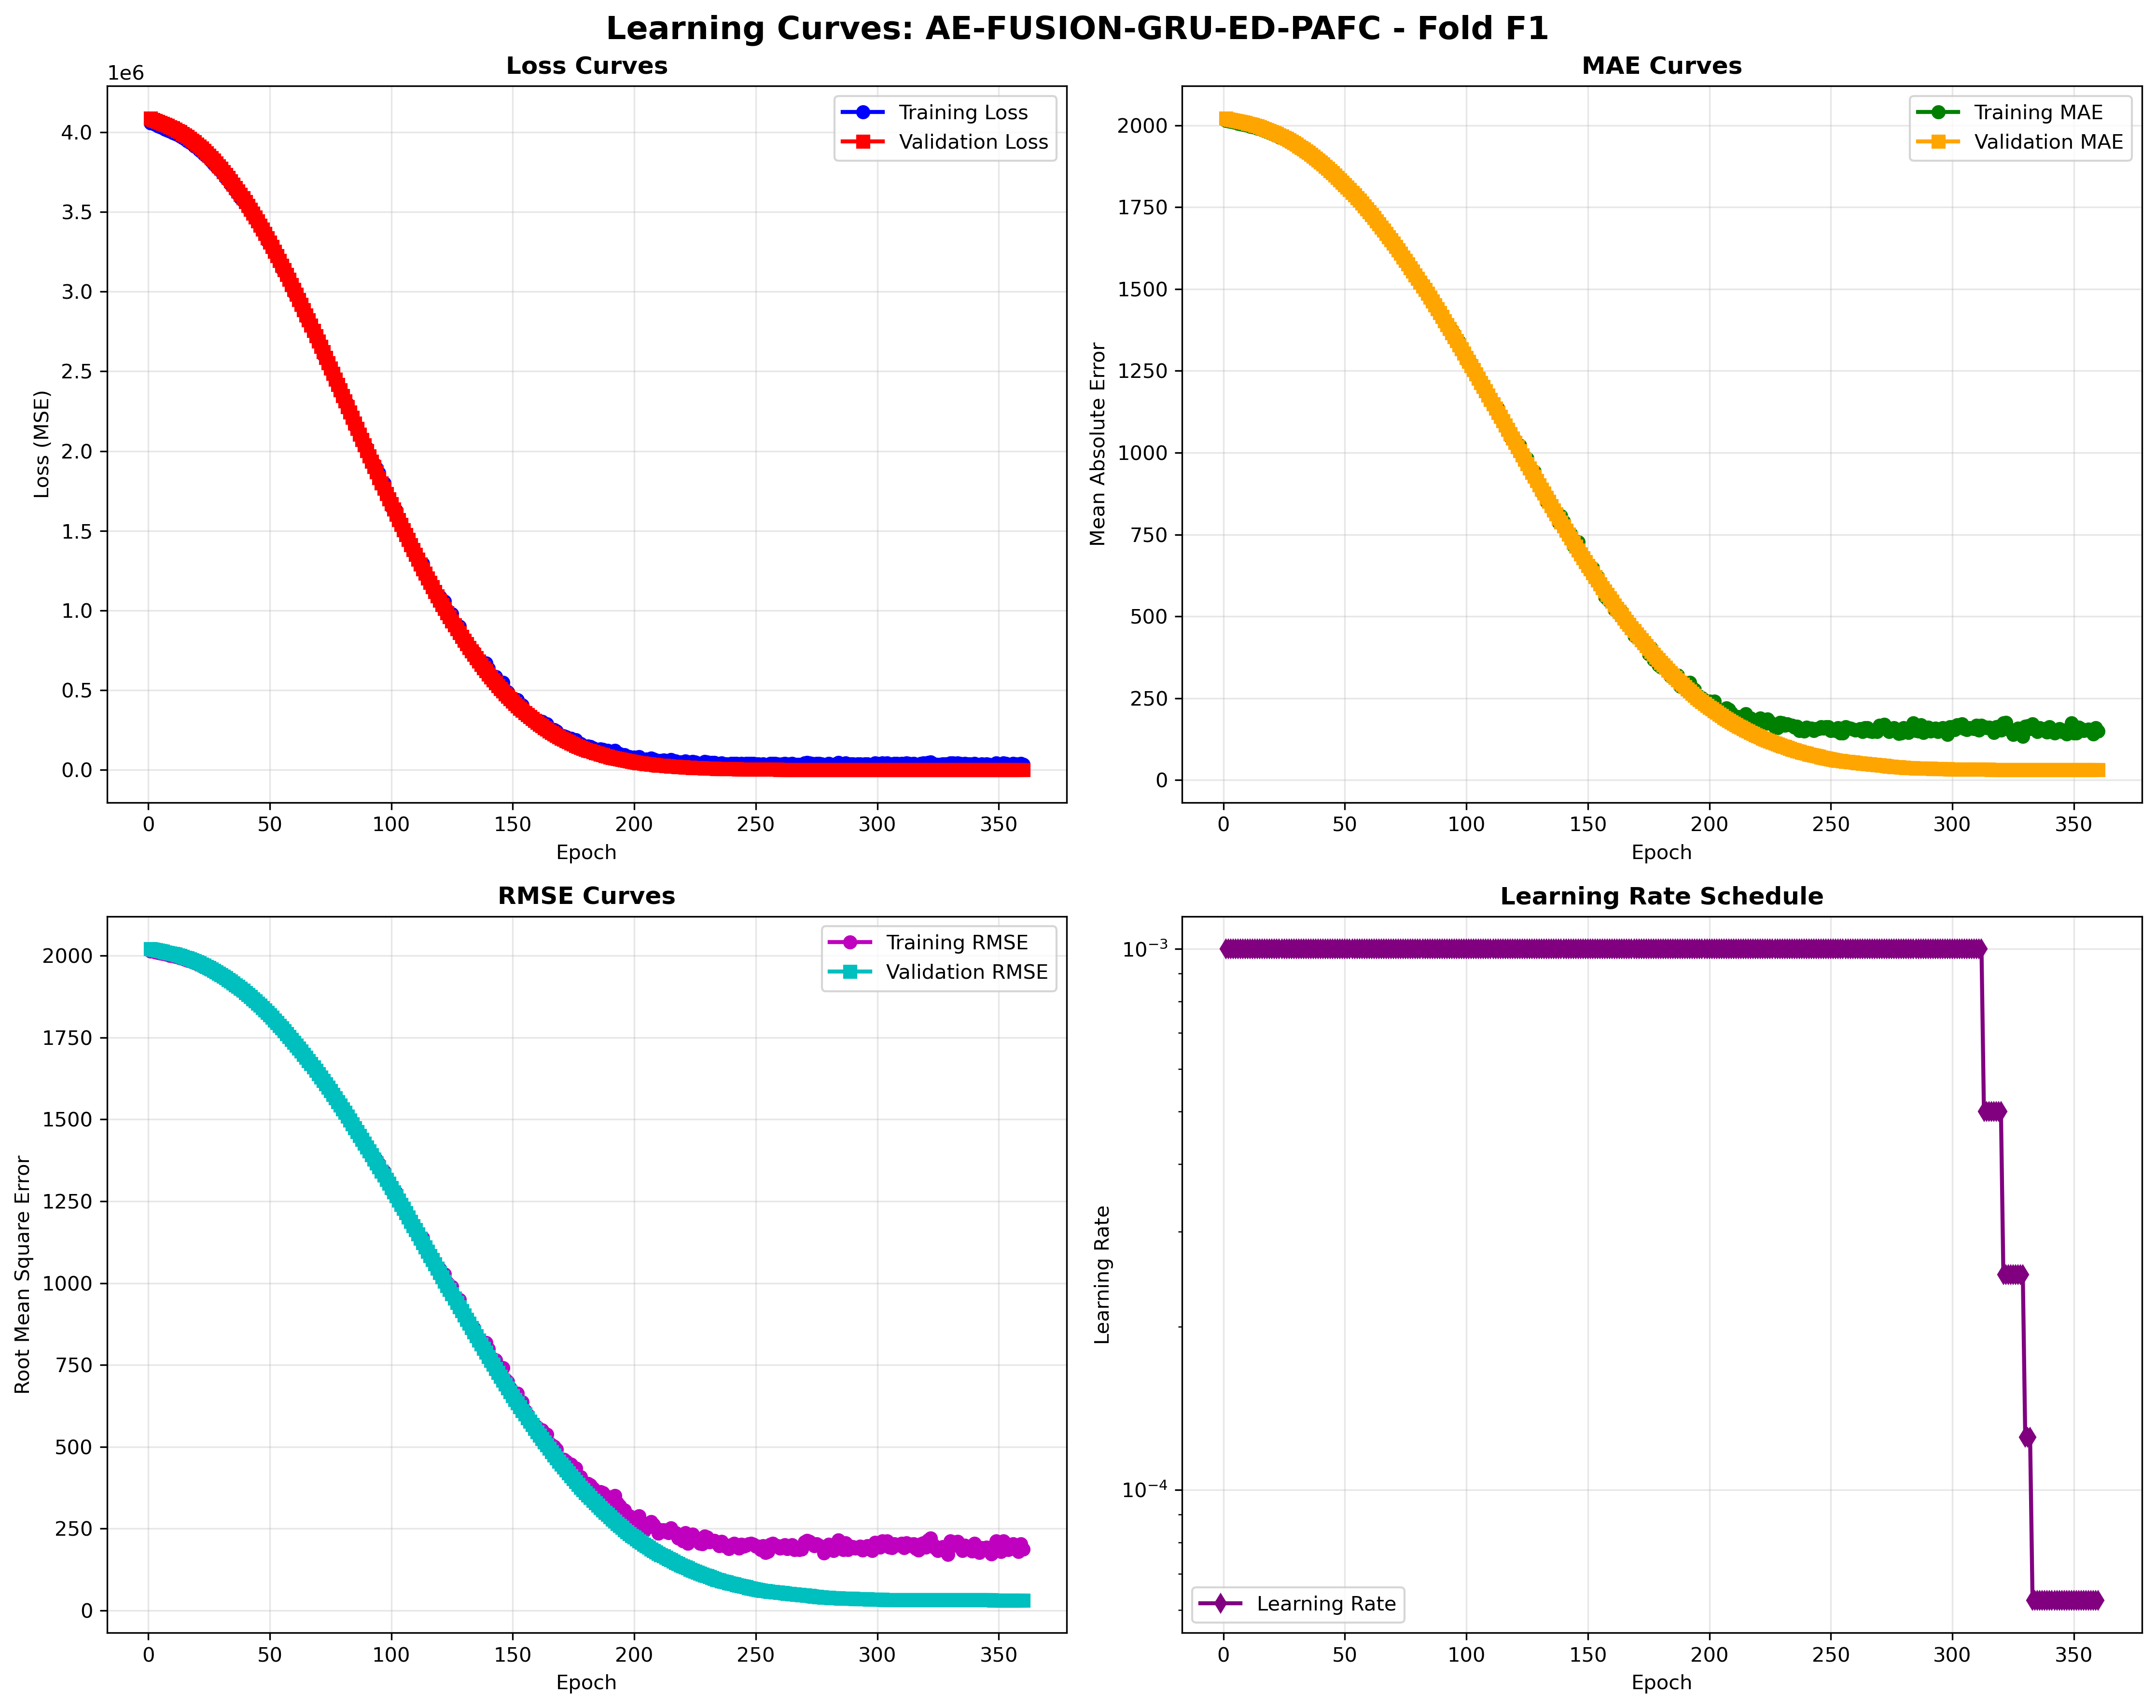 Learning Curves: AE-FUSION-GRU-ED-PAFC - Fold F1
Loss Curves
1e6
Training Loss
Validation Loss
4.0
3.5
3.0
2.5
2.0
1.5
1.0
0.5
0.0
Loss (MSE)
0 50 100 150 200 250 300 350
Epoch
MAE Curves
Training MAE
Validation MAE
2000
1750
1500
1250
1000
750
500
250
0
Mean Absolute Error
0 50 100 150 200 250 300 350
Epoch
RMSE Curves
Training RMSE
Validation RMSE
2000
1750
1500
1250
1000
750
500
250
0
Root Mean Square Error
0 50 100 150 200 250 300 350
Epoch
Learning Rate Schedule
10⁻³
10⁻⁴
Learning Rate
Learning Rate
0 50 100 150 200 250 300 350
Epoch